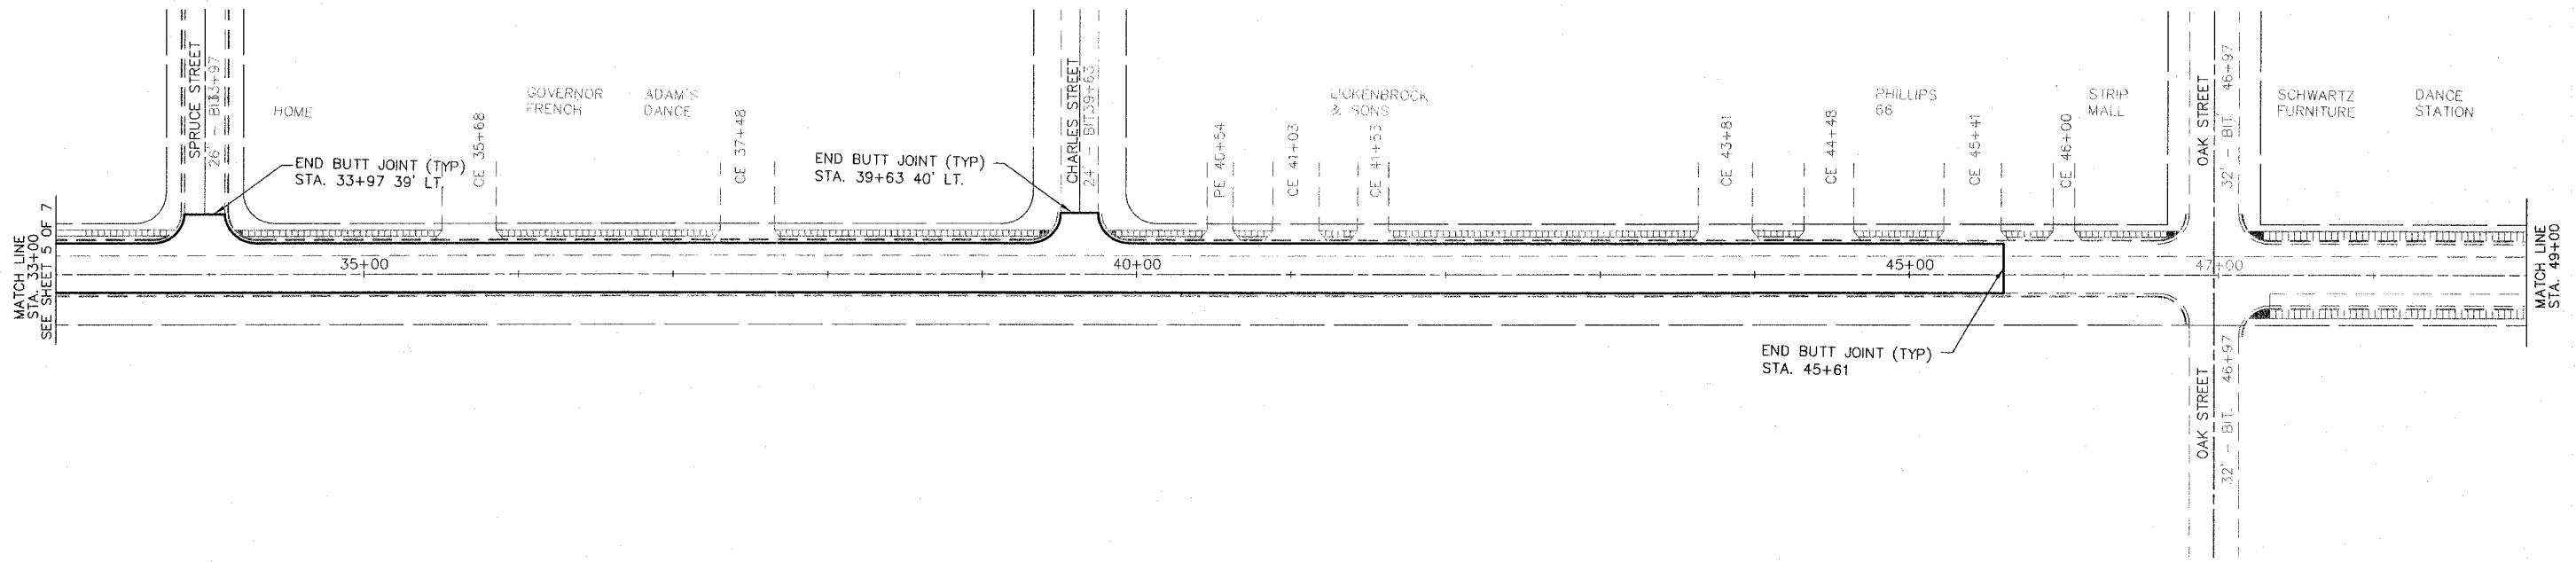 MATCH LINE
STA. 33+00
SEE SHEET 5 OF 7
SPRUCE STREET
26' - BIT.
33+97
HOME
END BUTT JOINT (TYP)
STA. 33+97 39' LT.
CE 35+68
GOVERNOR
FRENCH
ADAM'S
DANCE
CE 37+48
END BUTT JOINT (TYP)
STA. 39+63 40' LT.
CHARLES STREET
24' - BIT.
39+63
PE 40+54
CE 41+03
CE 41+53
LICKENBROCK
& SONS
CE 43+81
CE 44+48
PHILLIPS
66
CE 45+41
CE 46+00
STRIP
MALL
OAK STREET
32' - BIT. 46+97
SCHWARTZ
FURNITURE
DANCE
STATION
35+00
40+00
45+00
47+00
END BUTT JOINT (TYP)
STA. 45+61
OAK STREET
32' - BIT. 46+97
MATCH LINE
STA. 49+00